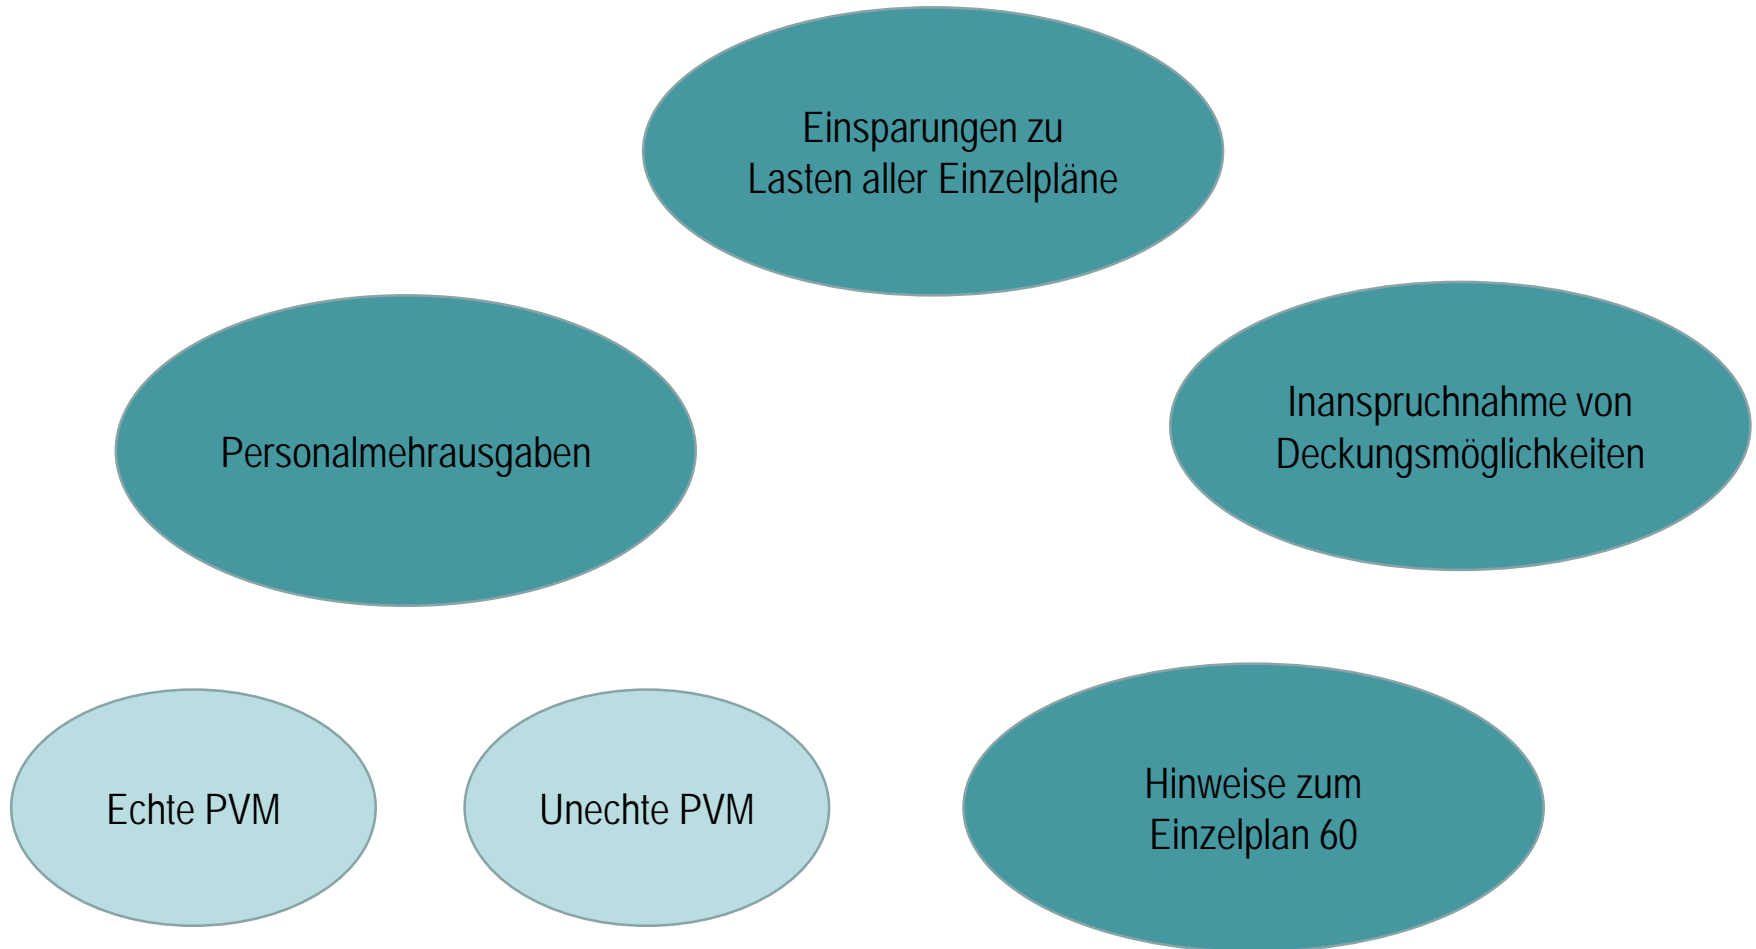 Einsparungen zu
Lasten aller Einzelpläne
Personalmehrausgaben
Inanspruchnahme von
Deckungsmöglichkeiten
Echte PVM
Unechte PVM
Hinweise zum
Einzelplan 60